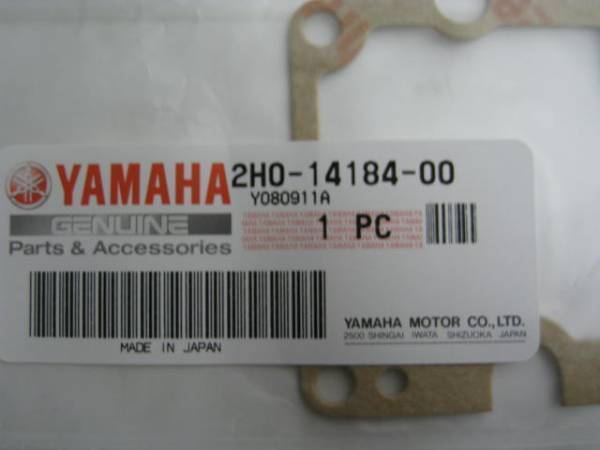 YAMAHA 2H0-14184-00
Y080911A
GENUINE
1 PC
Parts & Accessories
YAMAHA MOTOR CO.,LTD.
2500 SHINGAI IWATA SHIZUOKA JAPAN
MADE IN JAPAN